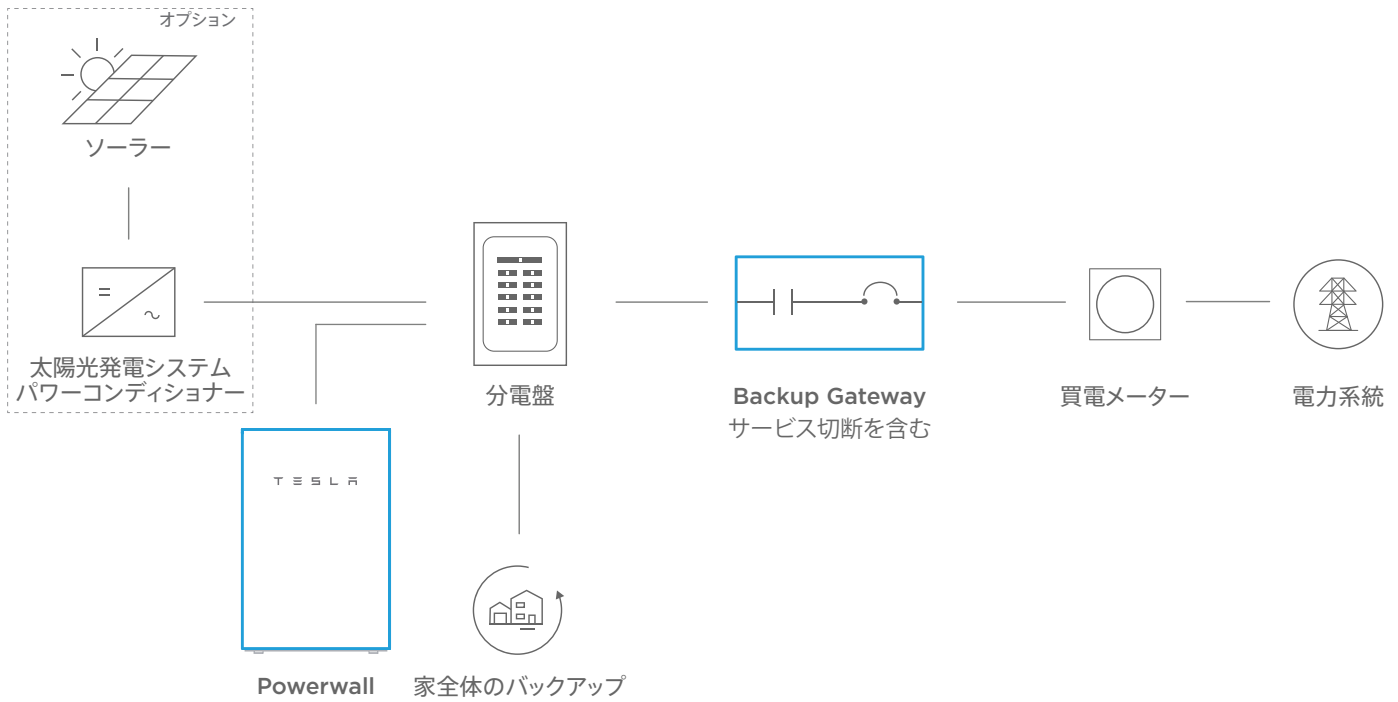 オプション
ソーラー
太陽光発電システム
パワーコンディショナー
分電盤
Backup Gateway
サービス切断を含む
買電メーター
電力系統
TESLA
Powerwall
家全体のバックアップ